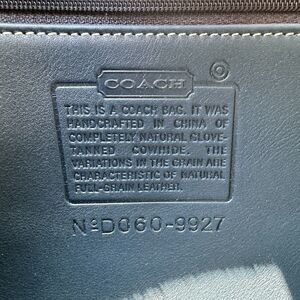 COACH ®
THIS IS A COACH BAG. IT WAS
HANDCRAFTED IN CHINA OF
COMPLETELY NATURAL GLOVE-
TANNED COWHIDE. THE
VARIATIONS IN THE GRAIN ARE
CHARACTERISTIC OF NATURAL
FULL-GRAIN LEATHER.
Nº D060-9927